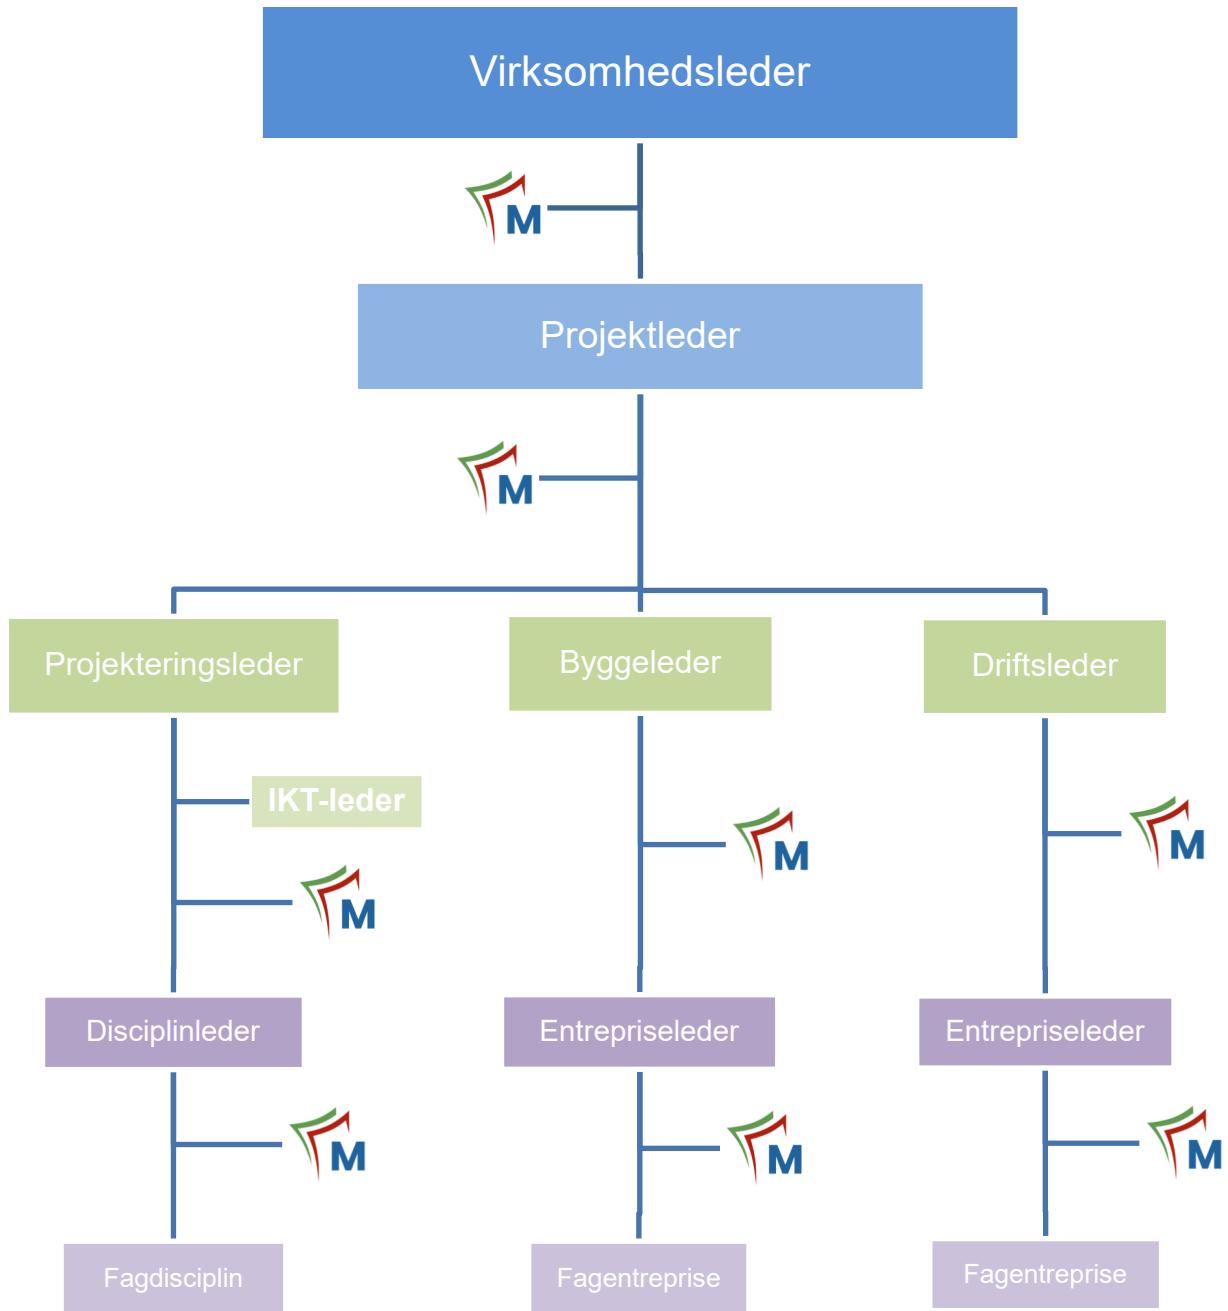 Virksomhedsleder
M
Projektleder
M
Projekteringsleder
Byggeleder
Driftsleder
IKT-leder
M
M
M
Disciplinleder
Entrepriseleder
Entrepriseleder
M
M
M
Fagdisciplin
Fagentreprise
Fagentreprise